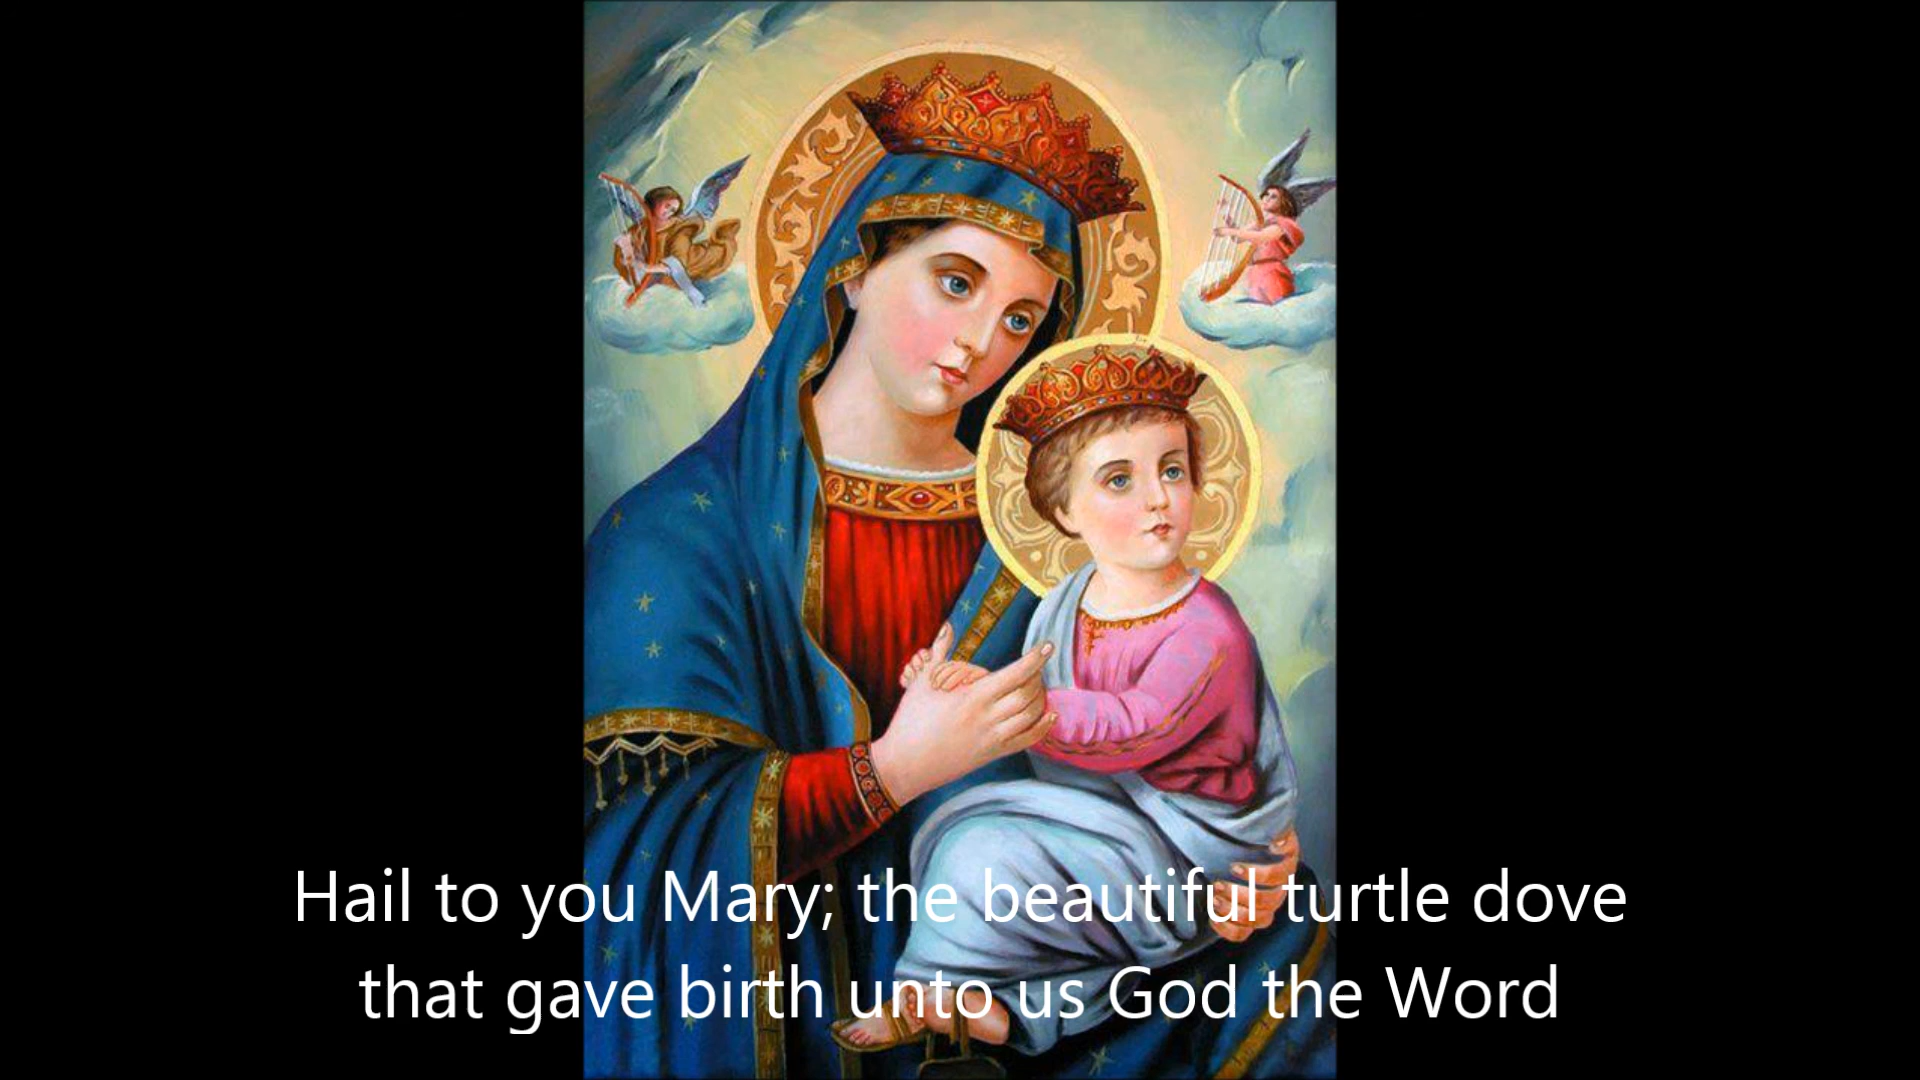 Hail to you Mary; the beautiful turtle dove
that gave birth unto us God the Word